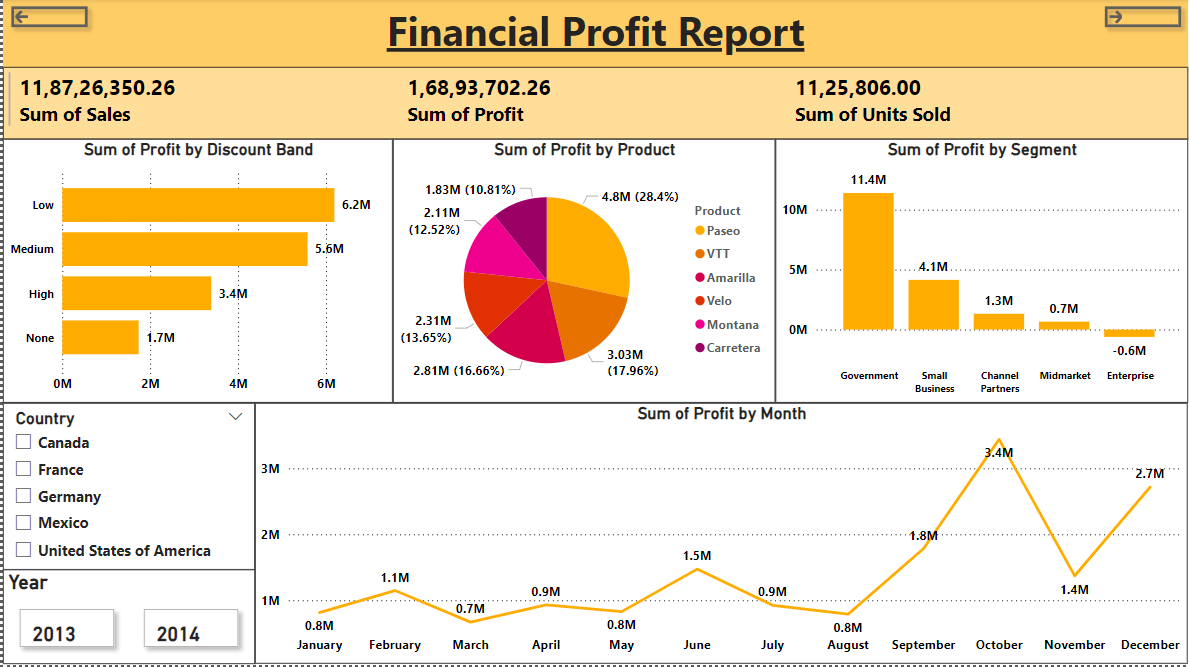 Financial Profit Report
11,87,26,350.26
Sum of Sales
1,68,93,702.26
Sum of Profit
11,25,806.00
Sum of Units Sold
Sum of Profit by Discount Band
Low
6.2M
Medium
5.6M
High
3.4M
None
1.7M
0M 2M 4M 6M
Sum of Profit by Product
1.83M (10.81%)
4.8M (28.4%)
2.11M
(12.52%)
2.31M
(13.65%)
2.81M (16.66%)
3.03M
(17.96%)
Product
Paseo
VTT
Amarilla
Velo
Montana
Carretera
Sum of Profit by Segment
11.4M
10M
4.1M
5M
1.3M
0.7M
0M
-0.6M
Government
Small
Business
Channel
Partners
Midmarket
Enterprise
Country
Canada
France
Germany
Mexico
United States of America
Year
2013
2014
Sum of Profit by Month
3M
2M
1M
0.8M
1.1M
0.7M
0.9M
0.8M
1.5M
0.9M
0.8M
1.8M
3.4M
1.4M
2.7M
January February March April May June July August September October November December